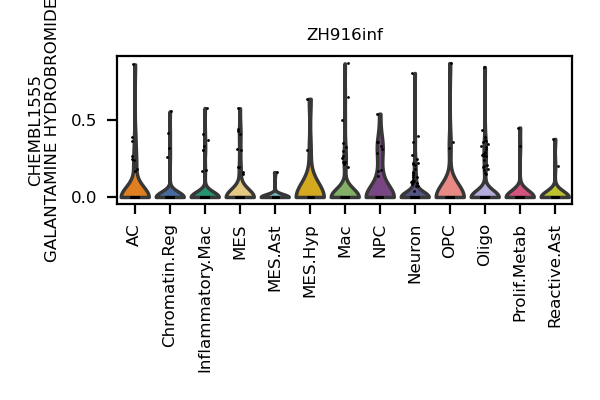 ZH916inf
CHEMBL1555
GALANTAMINE HYDROBROMIDE
0.5
0.0
AC
Chromatin.Reg
Inflammatory.Mac
MES
MES.Ast
MES.Hyp
Mac
NPC
Neuron
OPC
Oligo
Prolif.Metab
Reactive.Ast